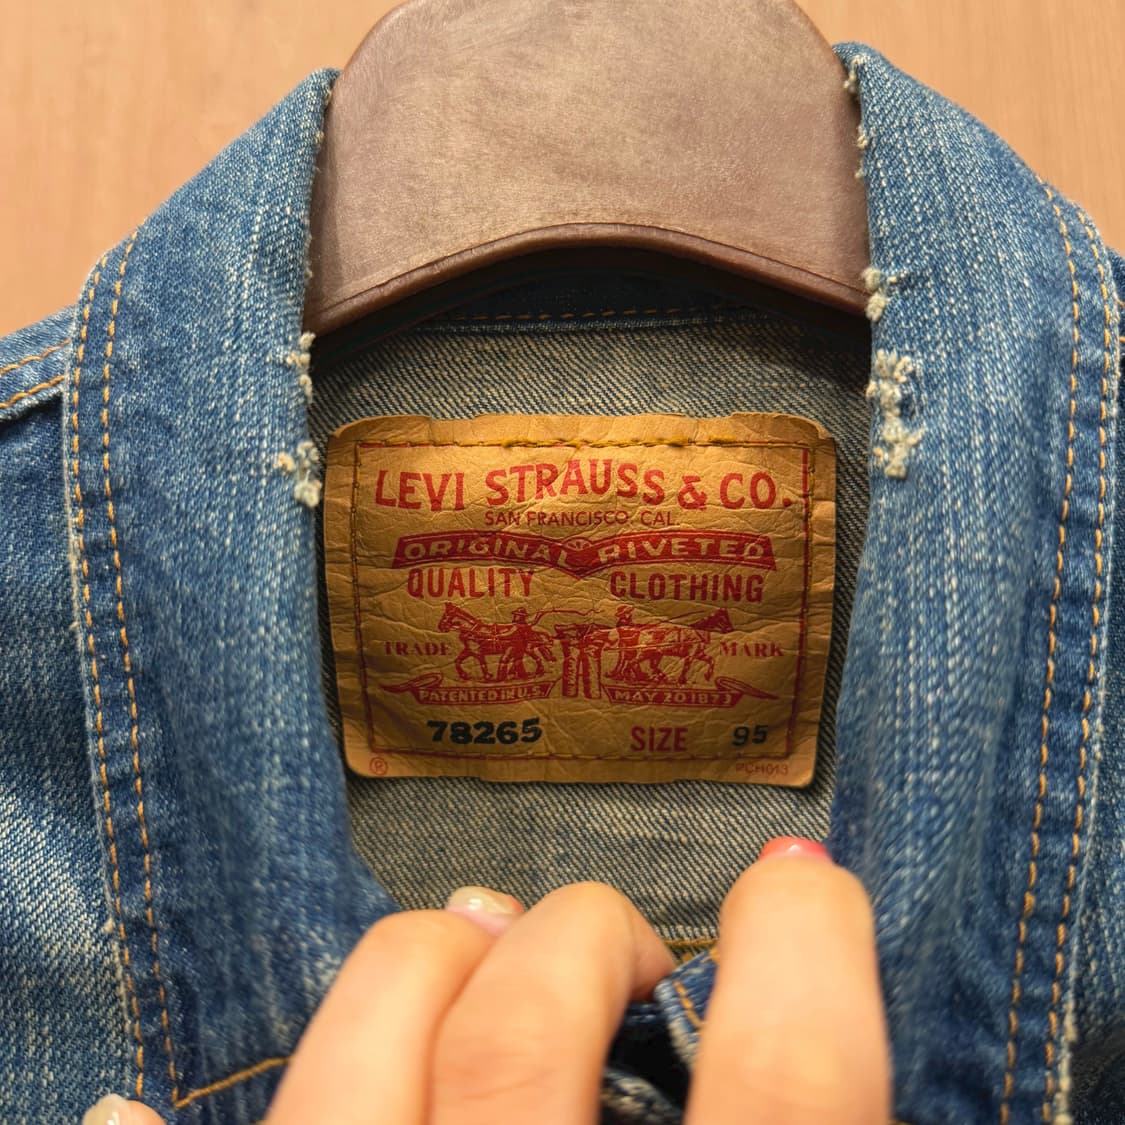 LEVI STRAUSS & CO.
SAN FRANCISCO, CAL.
ORIGINAL RIVETED
QUALITY CLOTHING
TRADE MARK
PATENTED IN U.S. MAY 20 1873
78265 SIZE 95
® PCH013